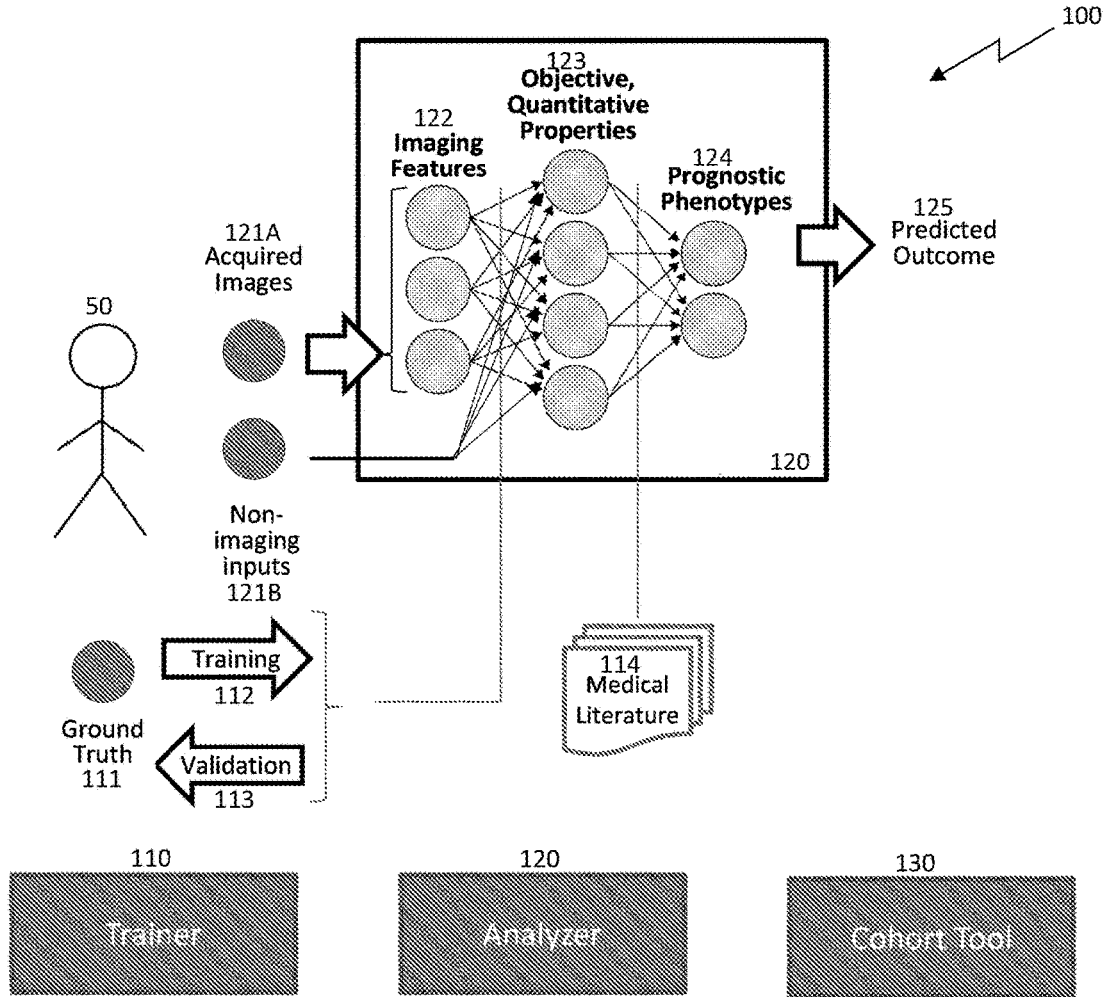 100
123
Objective,
Quantitative
Properties
122
Imaging
Features
124
Prognostic
Phenotypes
121A
Acquired
Images
125
Predicted
Outcome
50
120
Non-
imaging
inputs
121B
Training
112
114
Medical
Literature
Ground
Truth
111
Validation
113
110
Trainer
120
Analyzer
130
Cohort Tool